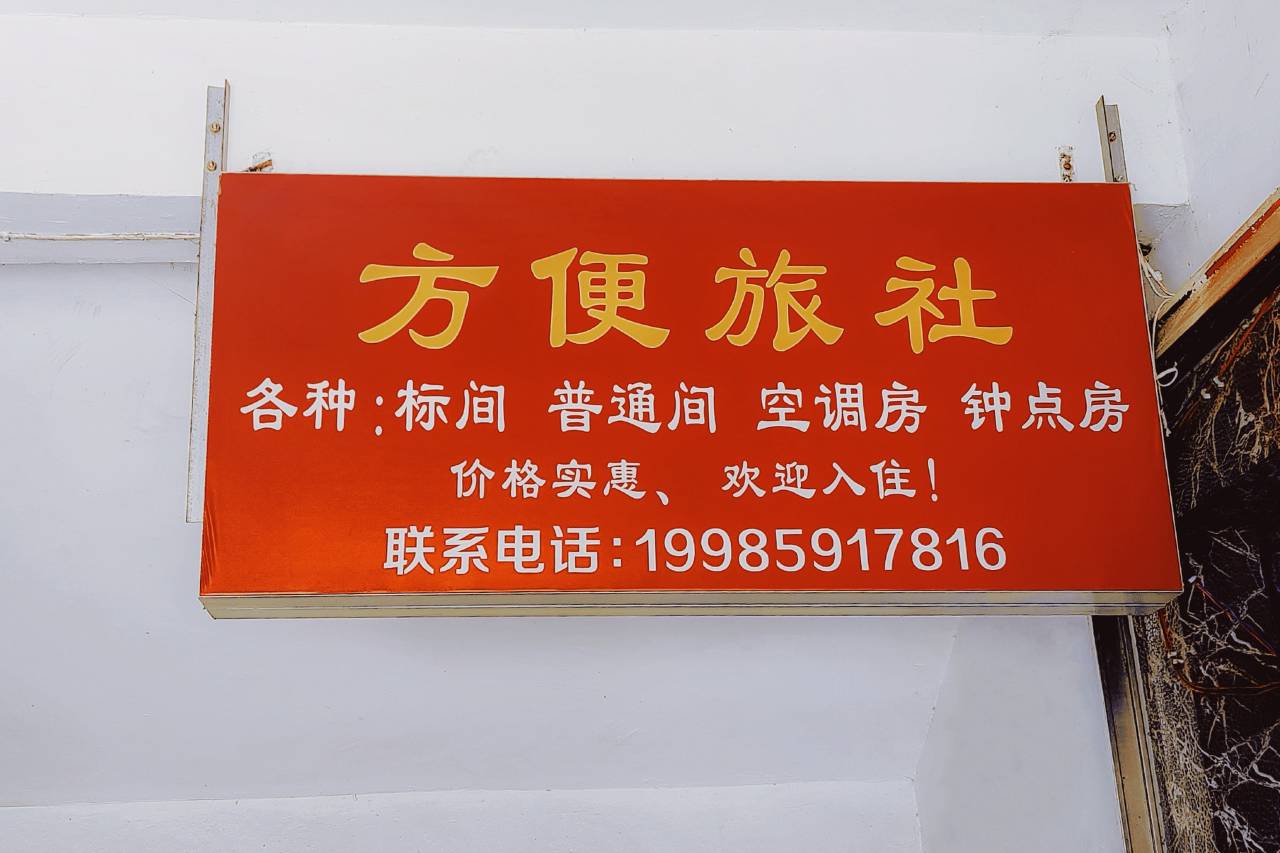 方便旅社
各种:标间 普通间 空调房 钟点房
价格实惠、 欢迎入住!
联系电话:19985917816